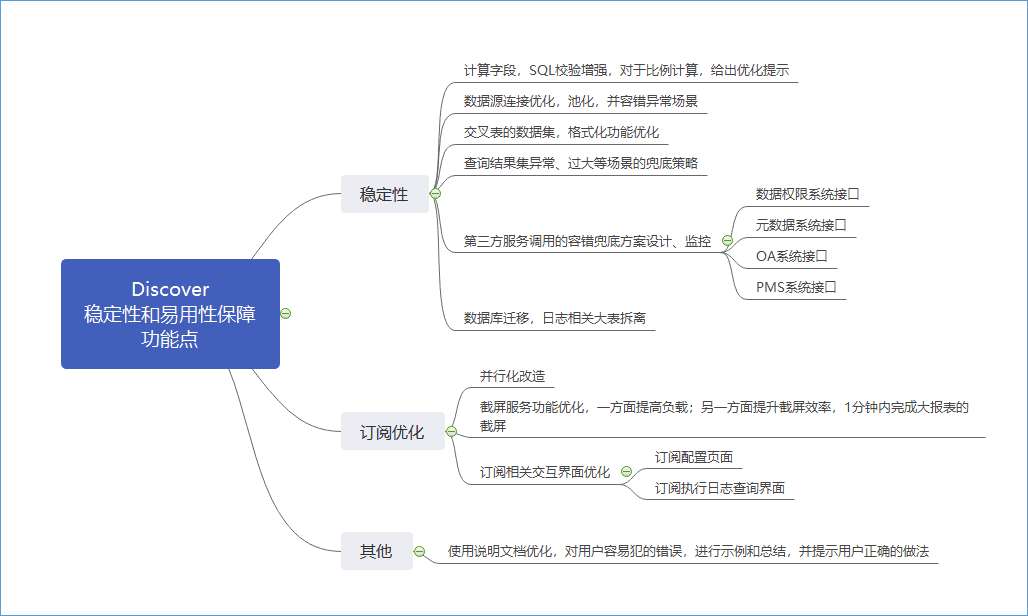 Discover
稳定性和易用性保障
功能点
稳定性
计算字段，SQL校验增强，对于比例计算，给出优化提示
数据源连接优化，池化，并容错异常场景
交叉表的数据集，格式化功能优化
查询结果集异常、过大等场景的兜底策略
第三方服务调用的容错兜底方案设计、监控
数据权限系统接口
元数据系统接口
OA系统接口
PMS系统接口
数据库迁移，日志相关大表拆离
订阅优化
并行化改造
截屏服务功能优化，一方面提高负载；另一方面提升截屏效率，1分钟内完成大报表的
截屏
订阅相关交互界面优化
订阅配置页面
订阅执行日志查询界面
其他
使用说明文档优化，对用户容易犯的错误，进行示例和总结，并提示用户正确的做法